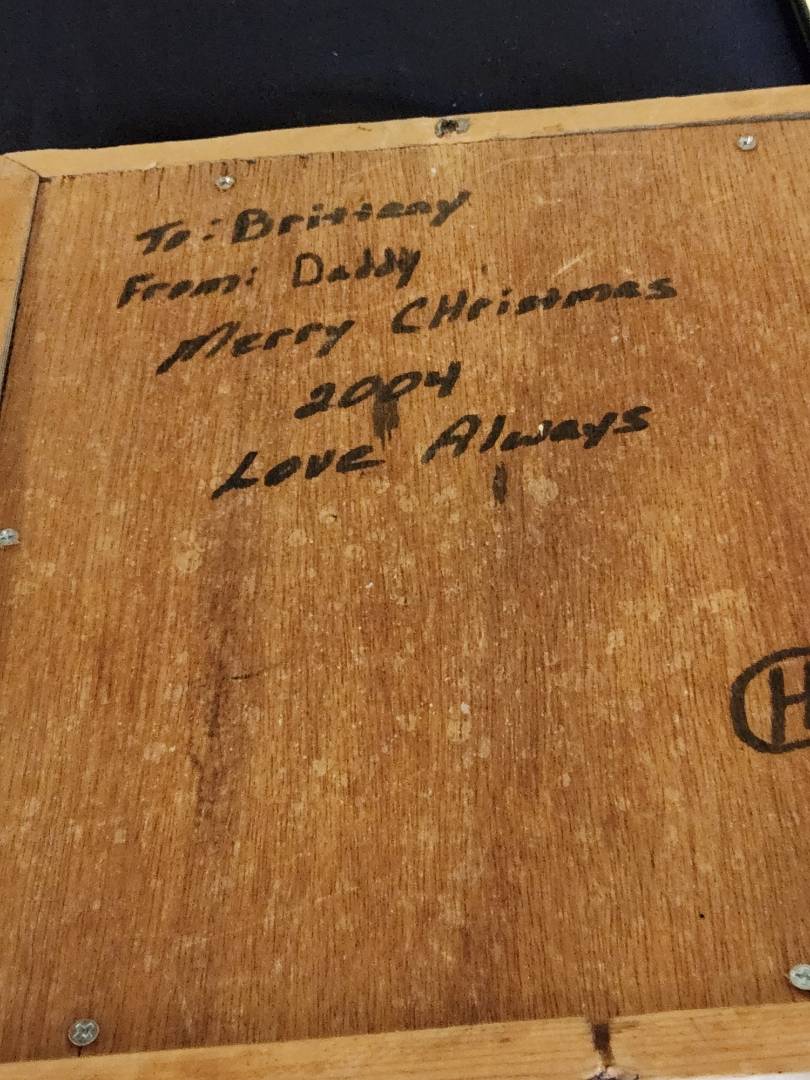 To: Brittany
From: Daddy
Merry CHristmas
2004
Love Always
H